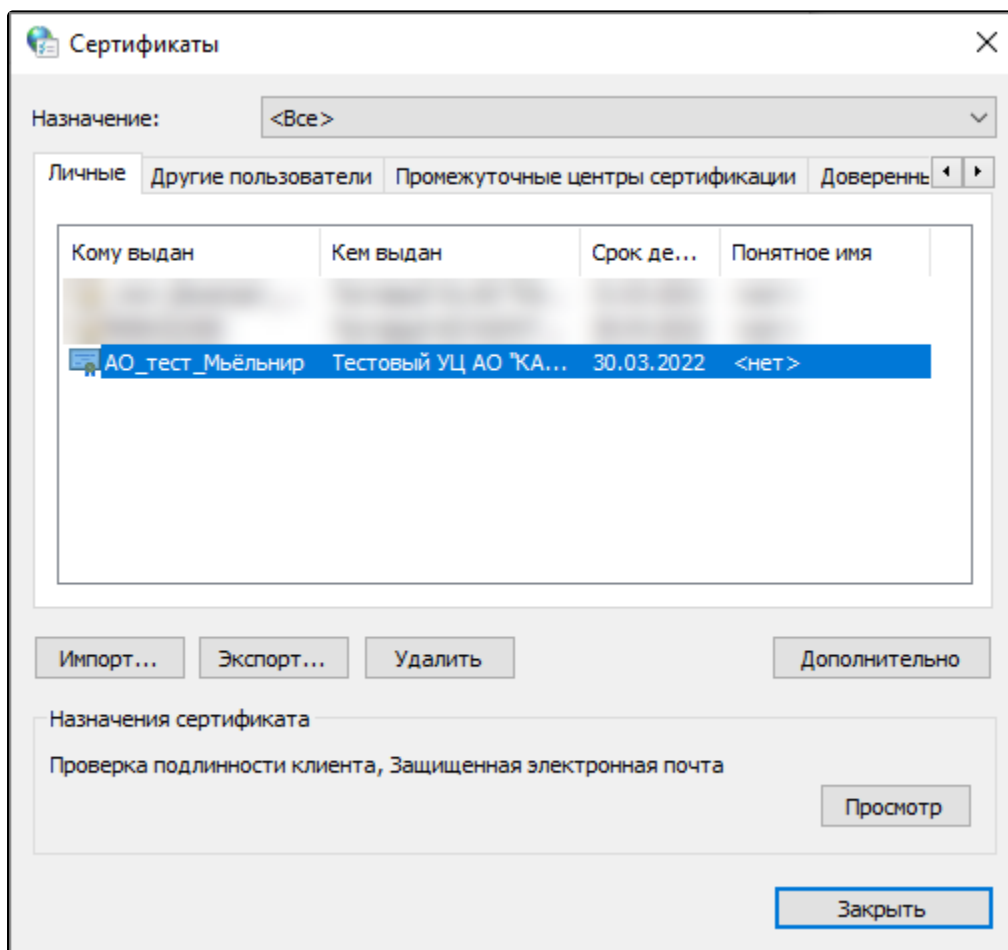 Сертификаты
Назначение: <Все>
Личные Другие пользователи Промежуточные центры сертификации Доверенны
Кому выдан Кем выдан Срок де... Понятное имя
АО_тест_Мьёльнир Тестовый УЦ АО "КА... 30.03.2022 <нет>
Импорт... Экспорт... Удалить Дополнительно
Назначения сертификата
Проверка подлинности клиента, Защищенная электронная почта
Просмотр
Закрыть